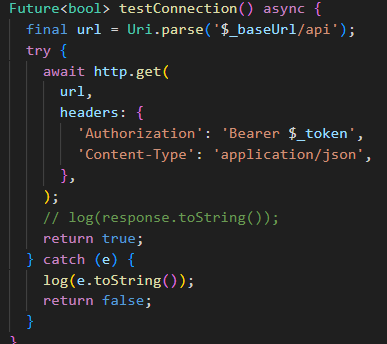 Future<bool> testConnection() async {
  final url = Uri.parse('$_baseUrl/api');
  try {
    await http.get(
      url,
      headers: {
        'Authorization': 'Bearer $_token',
        'Content-Type': 'application/json',
      },
    );
    // log(response.toString());
    return true;
  } catch (e) {
    log(e.toString());
    return false;
  }
}